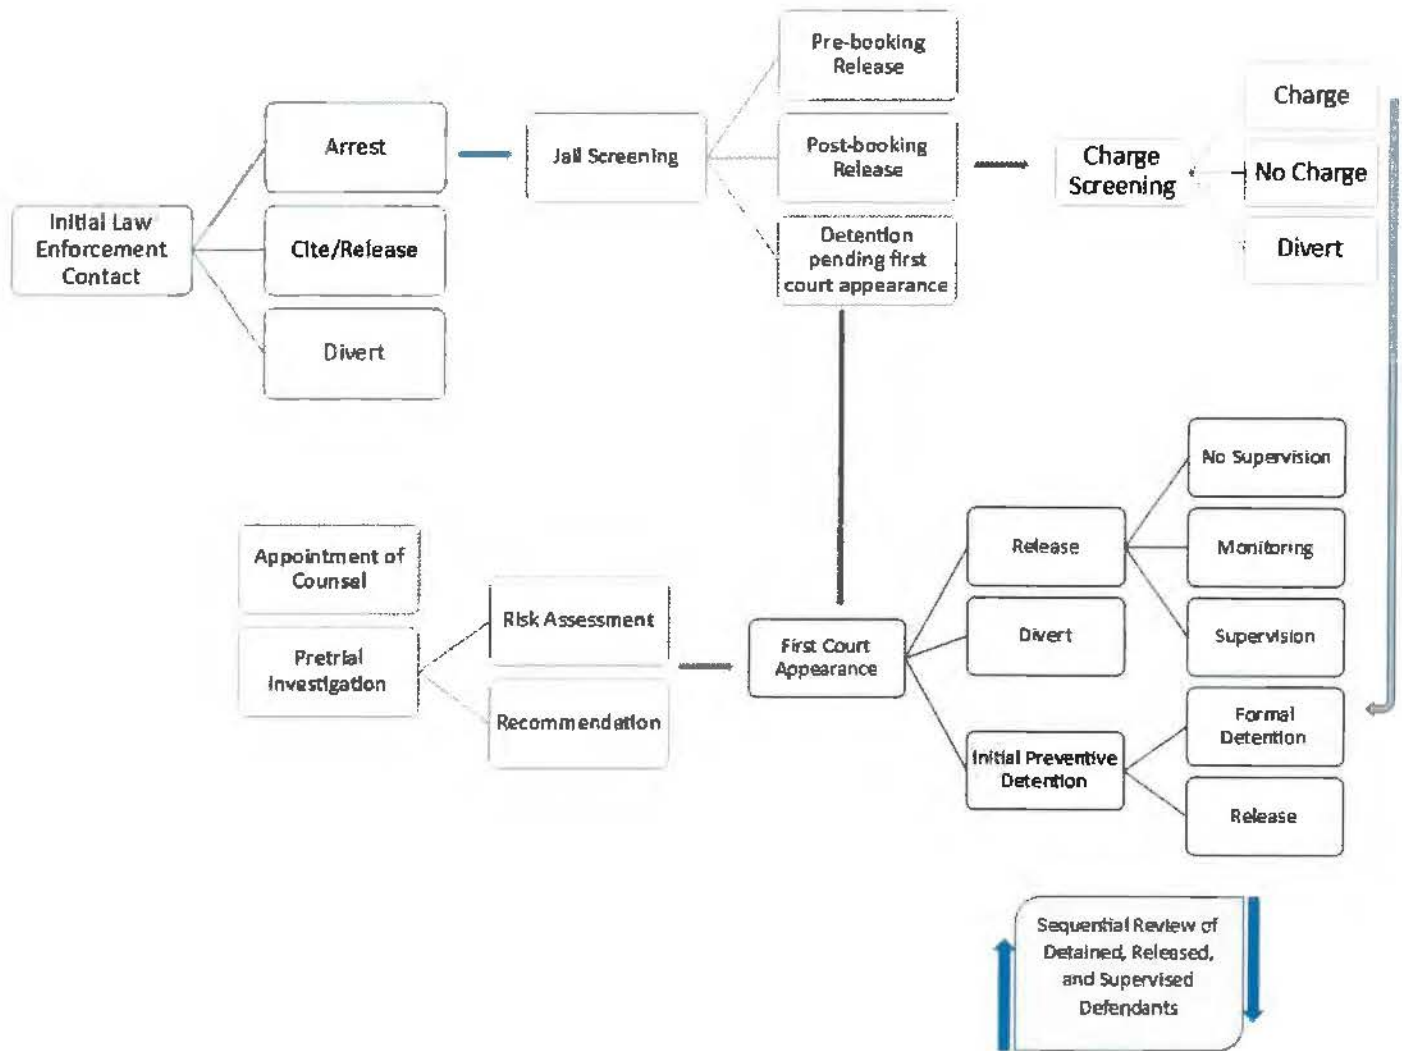 Pre-booking
Release
Charge
Arrest
Jail Screening
Post-booking
Release
Charge
Screening
No Charge
Initial Law
Enforcement
Contact
Cite/Release
Detention
pending first
court appearance
Divert
Divert
No Supervision
Appointment of
Counsel
Release
Monitoring
Risk Assessment
Pretrial
Investigation
First Court
Appearance
Divert
Supervision
Recommendation
Formal
Detention
Initial Preventive
Detention
Release
Sequential Review of
Detained, Released,
and Supervised
Defendants